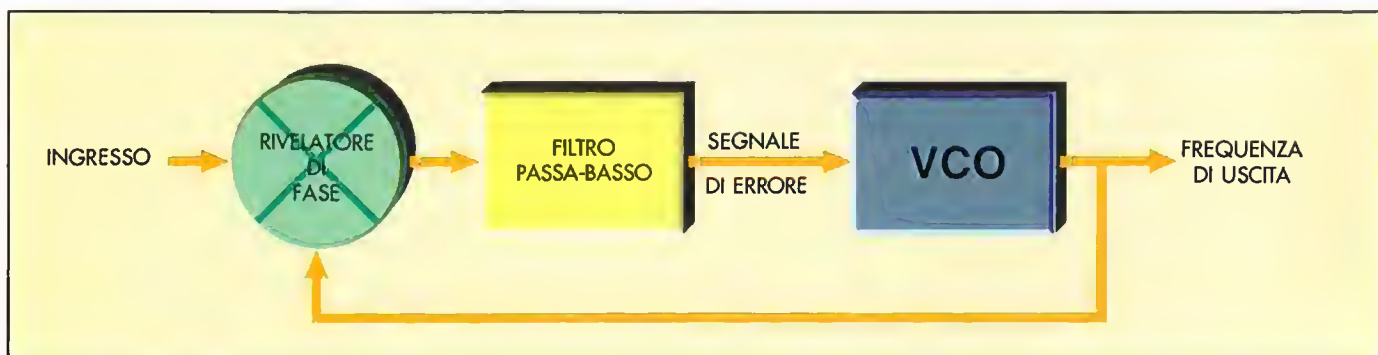 INGRESSO
RIVELATORE
DI
FASE
FILTRO
PASSA-BASSO
SEGNALE
DI ERRORE
VCO
FREQUENZA
DI USCITA